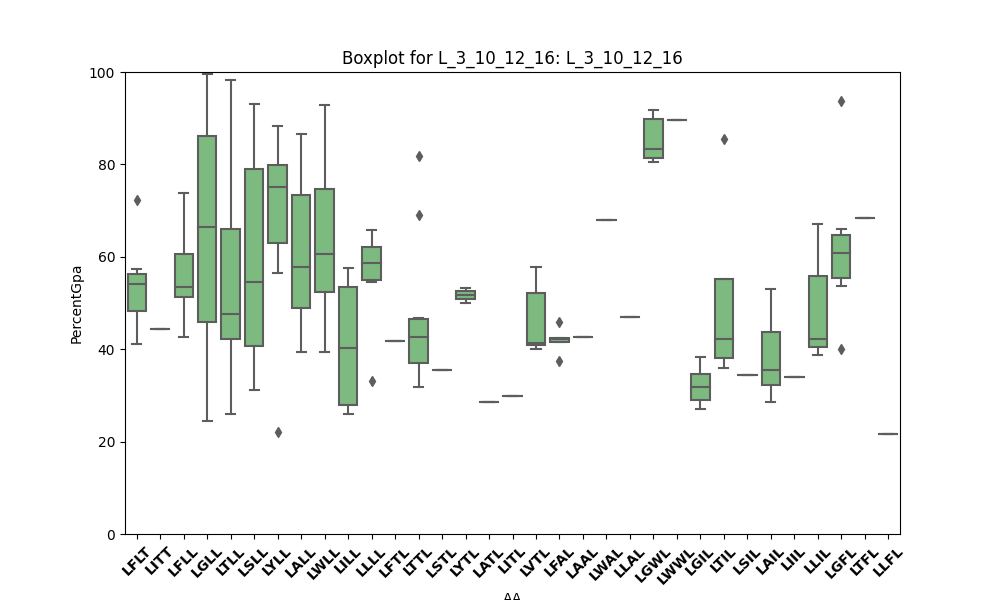 Boxplot for L_3_10_12_16: L_3_10_12_16
PercentGpa
100
80
60
40
20
0
LFLT LITT LFLL LGLL LTLL LSLL LYLL LALL LWLL LILL LLLL LFTL LTTL LSTL LYTL LATL LITL LVTL LFAL LAAL LWAL LLAL LGWL LWWL LGIL LTIL LSIL LAIL LIIL LLIL LGFL LTFL LLFL
AA